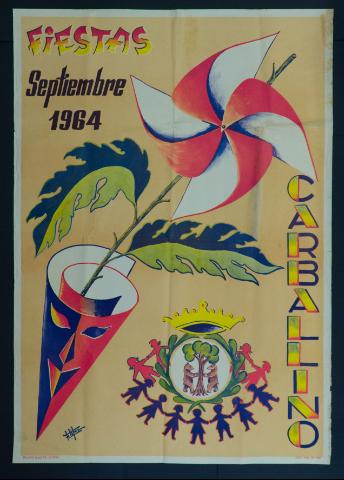 FiESTAS
Septiembre
1964
CARBALLINO